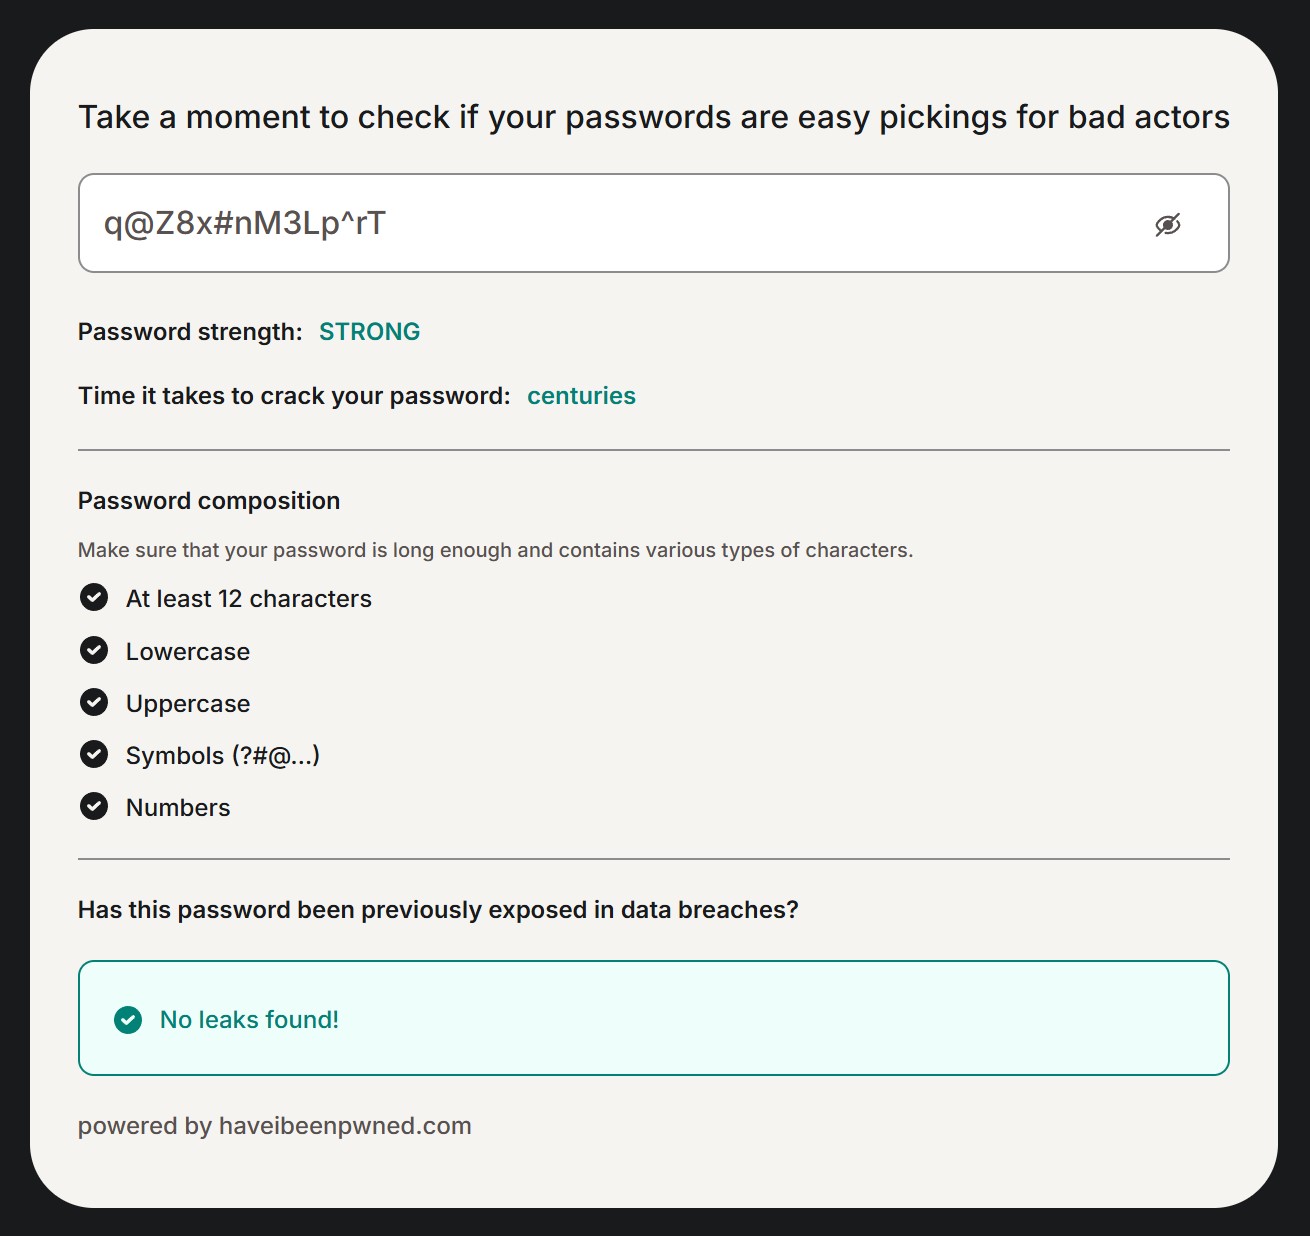 Take a moment to check if your passwords are easy pickings for bad actors
q@Z8x#nM3Lp^rT
Password strength: STRONG
Time it takes to crack your password: centuries
Password composition
Make sure that your password is long enough and contains various types of characters.
At least 12 characters
Lowercase
Uppercase
Symbols (?#@...)
Numbers
Has this password been previously exposed in data breaches?
No leaks found!
powered by haveibeenpwned.com